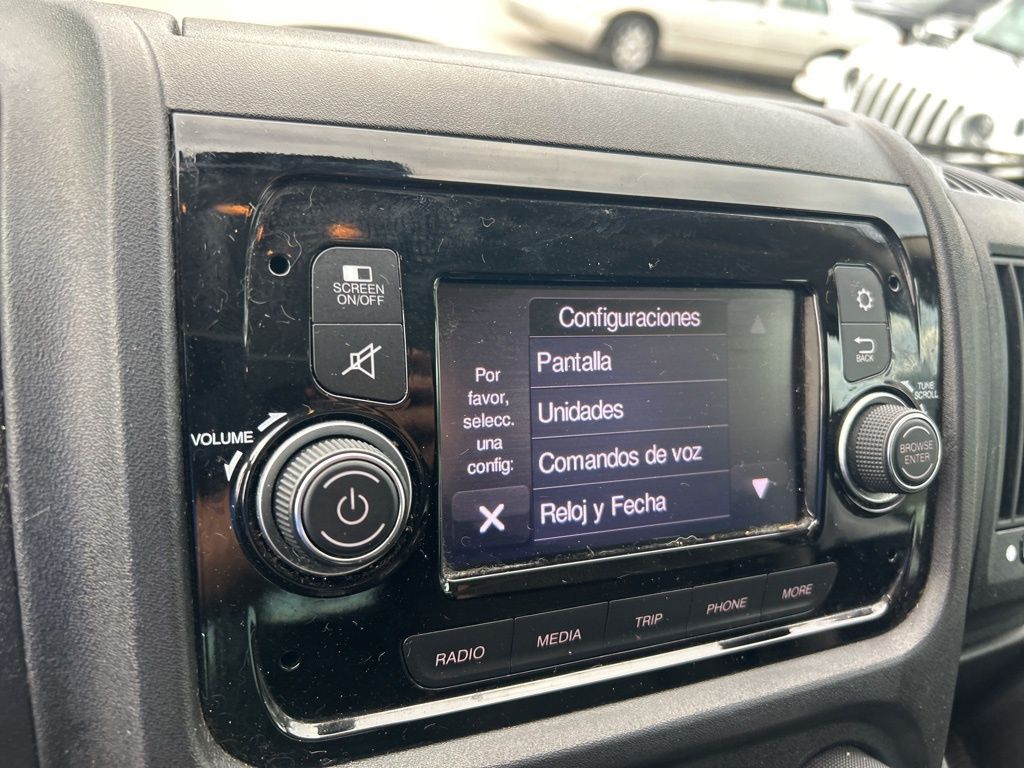 SCREEN
ON/OFF
VOLUME
Configuraciones
Por
favor,
selecc.
una
config:
Pantalla
Unidades
Comandos de voz
Reloj y Fecha
BACK
TUNE
SCROLL
BROWSE
ENTER
RADIO
MEDIA
TRIP
PHONE
MORE